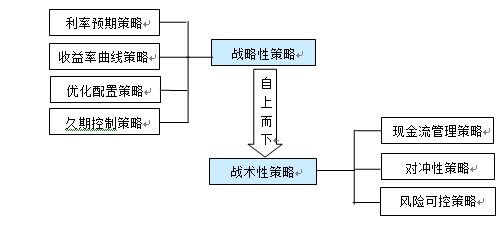 利率预期策略
收益率曲线策略
优化配置策略
久期控制策略
战略性策略
自
上
而
下
战术性策略
现金流管理策略
对冲性策略
风险可控策略